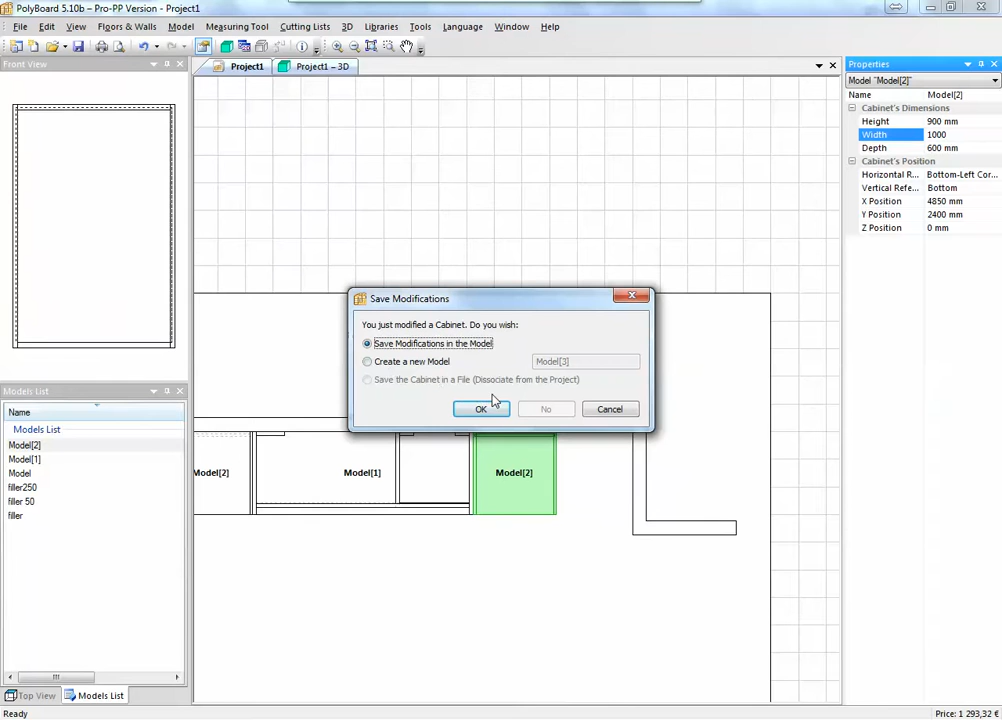 PolyBoard 5.10b – Pro-PP Version - Project1
File Edit View Floors & Walls Model Measuring Tool Cutting Lists 3D Libraries Tools Language Window Help
Front View
Project1
Project1 – 3D
Models List
Name
Models List
Model[2]
Model[1]
Model
filler250
filler 50
filler
Top View
Models List
Ready
Save Modifications
You just modified a Cabinet. Do you wish:
Save Modifications in the Model
Create a new Model
Model[3]
Save the Cabinet in a File (Dissociate from the Project)
OK No Cancel
Model[2] Model[1] Model[2]
Properties
Model "Model[2]"
Name Model[2]
Cabinet's Dimensions
Height 900 mm
Width 1000
Depth 600 mm
Cabinet's Position
Horizontal R... Bottom-Left Cor...
Vertical Refe... Bottom
X Position 4850 mm
Y Position 2400 mm
Z Position 0 mm
Price: 1 293,32 €